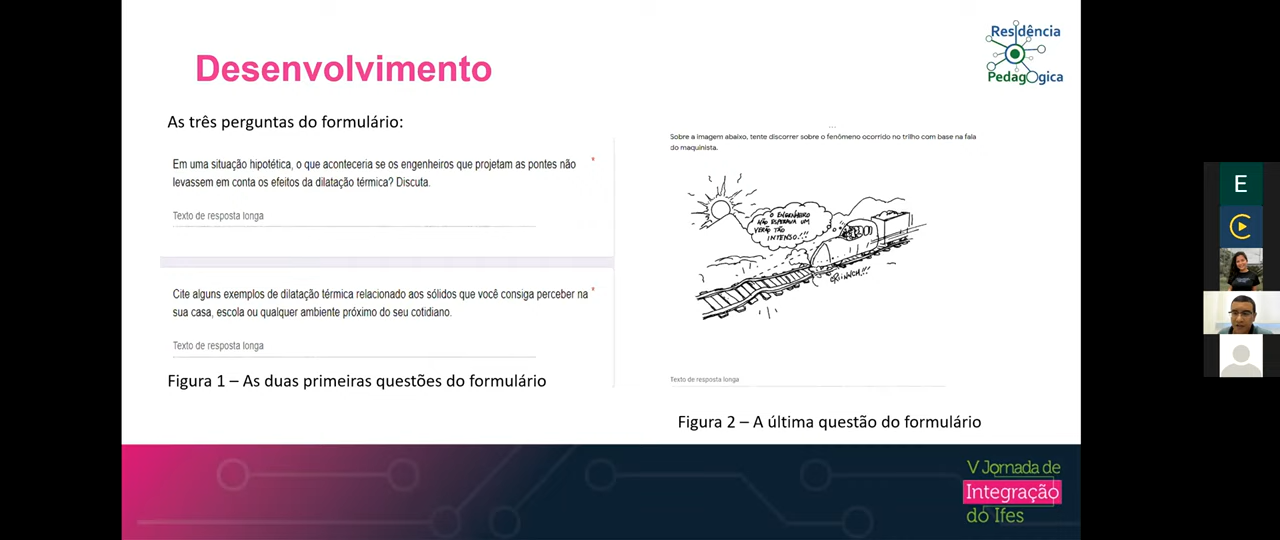 Desenvolvimento
Residência
Pedagógica
As três perguntas do formulário:
Em uma situação hipotética, o que aconteceria se os engenheiros que projetam as pontes não *
levassem em conta os efeitos da dilatação térmica? Discuta.
Texto de resposta longa
Cite alguns exemplos de dilatação térmica relacionado aos sólidos que você consiga perceber na *
sua casa, escola ou qualquer ambiente próximo do seu cotidiano.
Texto de resposta longa
Figura 1 – As duas primeiras questões do formulário
Sobre a imagem abaixo, tente discorrer sobre o fenômeno ocorrido no trilho com base na fala
do maquinista.
O ENGENHEIRO
NÃO ESPERAVA UM
VERÃO TÃO
INTENSO!!!
Texto de resposta longa
Figura 2 – A última questão do formulário
V Jornada de
Integração
do Ifes
E